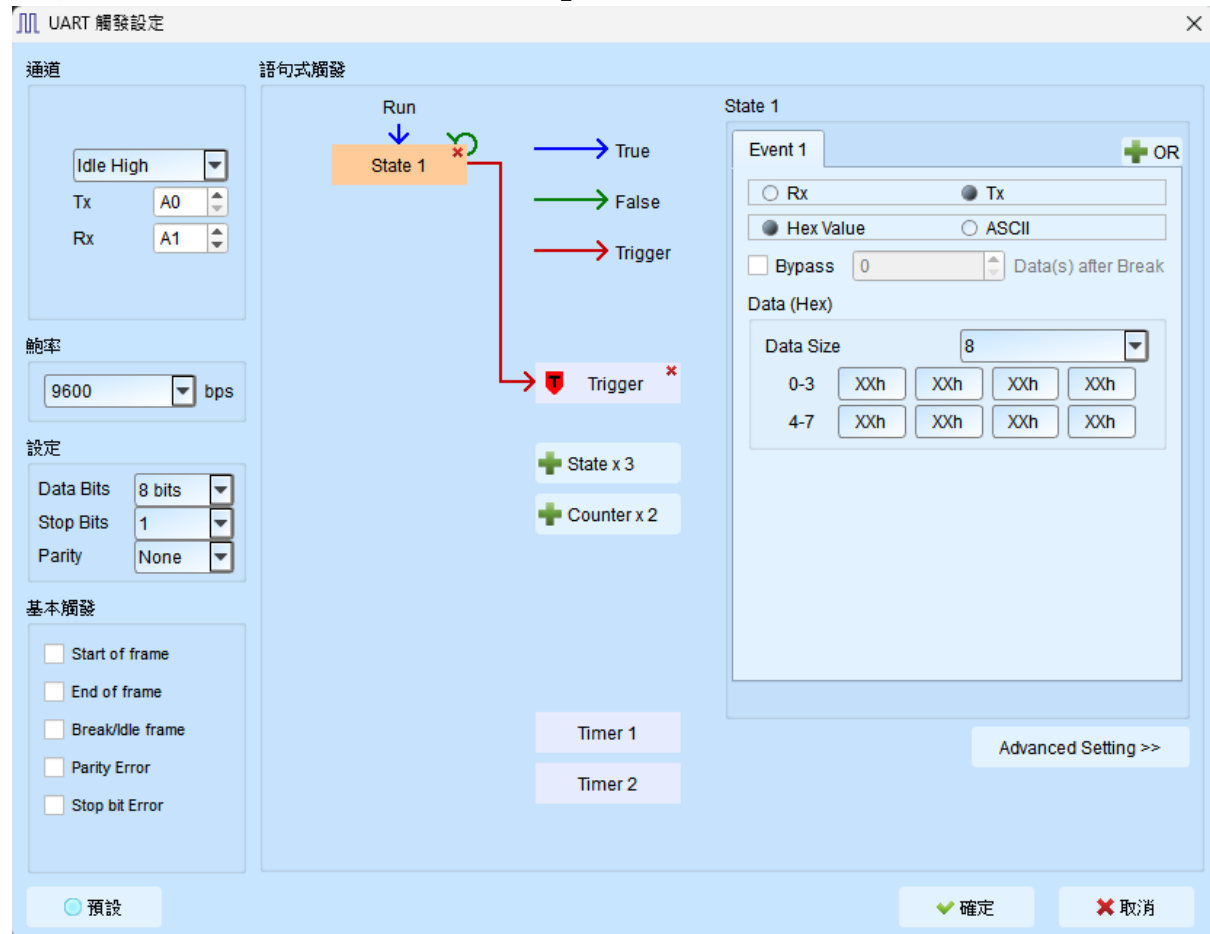 UART 觸發設定
通道
Idle High
Tx A0
Rx A1
鮑率
9600 bps
設定
Data Bits 8 bits
Stop Bits 1
Parity None
基本觸發
Start of frame
End of frame
Break/Idle frame
Parity Error
Stop bit Error
預設
語句式觸發
Run
State 1
True
False
Trigger
T Trigger
State x 3
Counter x 2
Timer 1
Timer 2
State 1
Event 1
OR
Rx Tx
Hex Value ASCII
Bypass 0 Data(s) after Break
Data (Hex)
Data Size 8
0-3 XXh XXh XXh XXh
4-7 XXh XXh XXh XXh
Advanced Setting >>
確定 取消